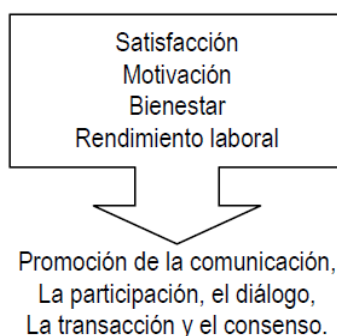 Satisfacción
Motivación
Bienestar
Rendimiento laboral
Promoción de la comunicación,
La participación, el diálogo,
La transacción y el consenso.